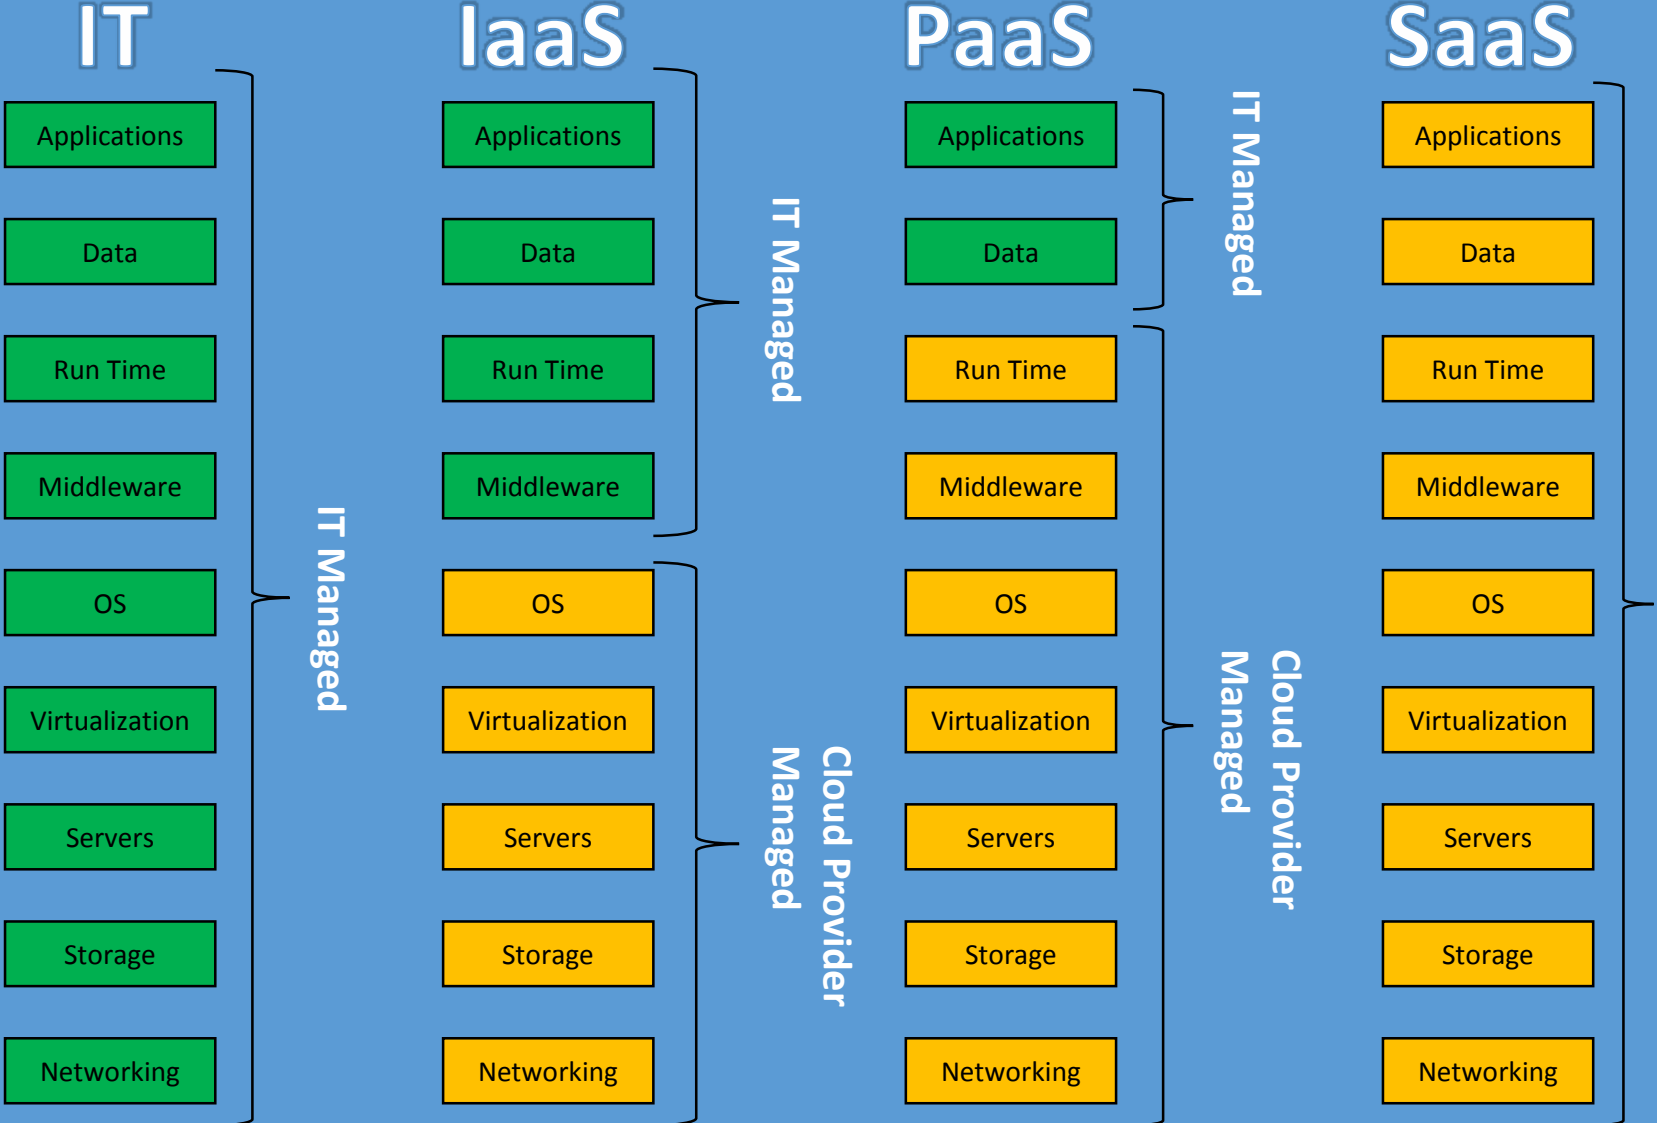 IT
IaaS
PaaS
SaaS
Applications
Data
Run Time
Middleware
OS
Virtualization
Servers
Storage
Networking
IT Managed
Applications
Data
Run Time
Middleware
OS
Virtualization
Servers
Storage
Networking
IT Managed
Cloud Provider
Managed
Applications
Data
Run Time
Middleware
OS
Virtualization
Servers
Storage
Networking
IT Managed
Cloud Provider
Managed
Applications
Data
Run Time
Middleware
OS
Virtualization
Servers
Storage
Networking